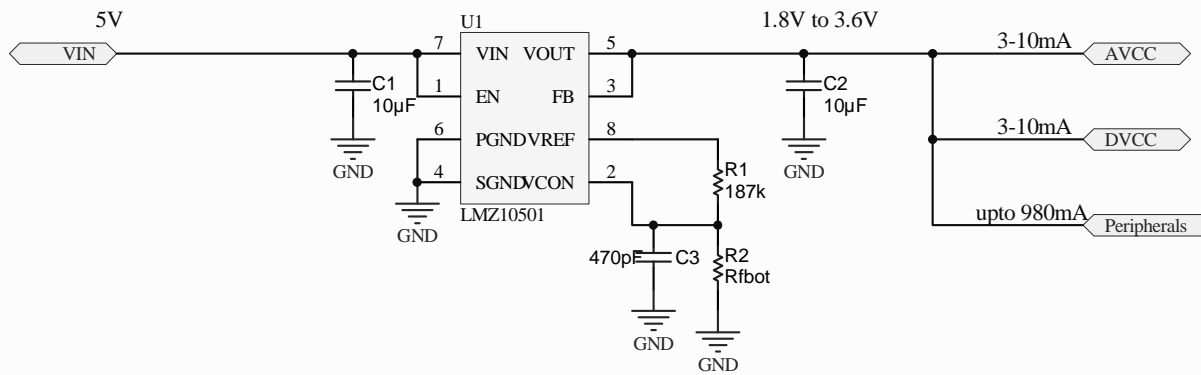 5V
U1
1.8V to 3.6V
VIN
7
VIN
VOUT
5
3-10mA
AVCC
C1
10µF
1
EN
FB
3
C2
10µF
GND
6
PGND
VREF
8
GND
3-10mA
DVCC
4
SGND
VCON
2
R1
187k
GND
LMZ10501
upto 980mA
Peripherals
470pF
C3
R2
Rfbot
GND
GND